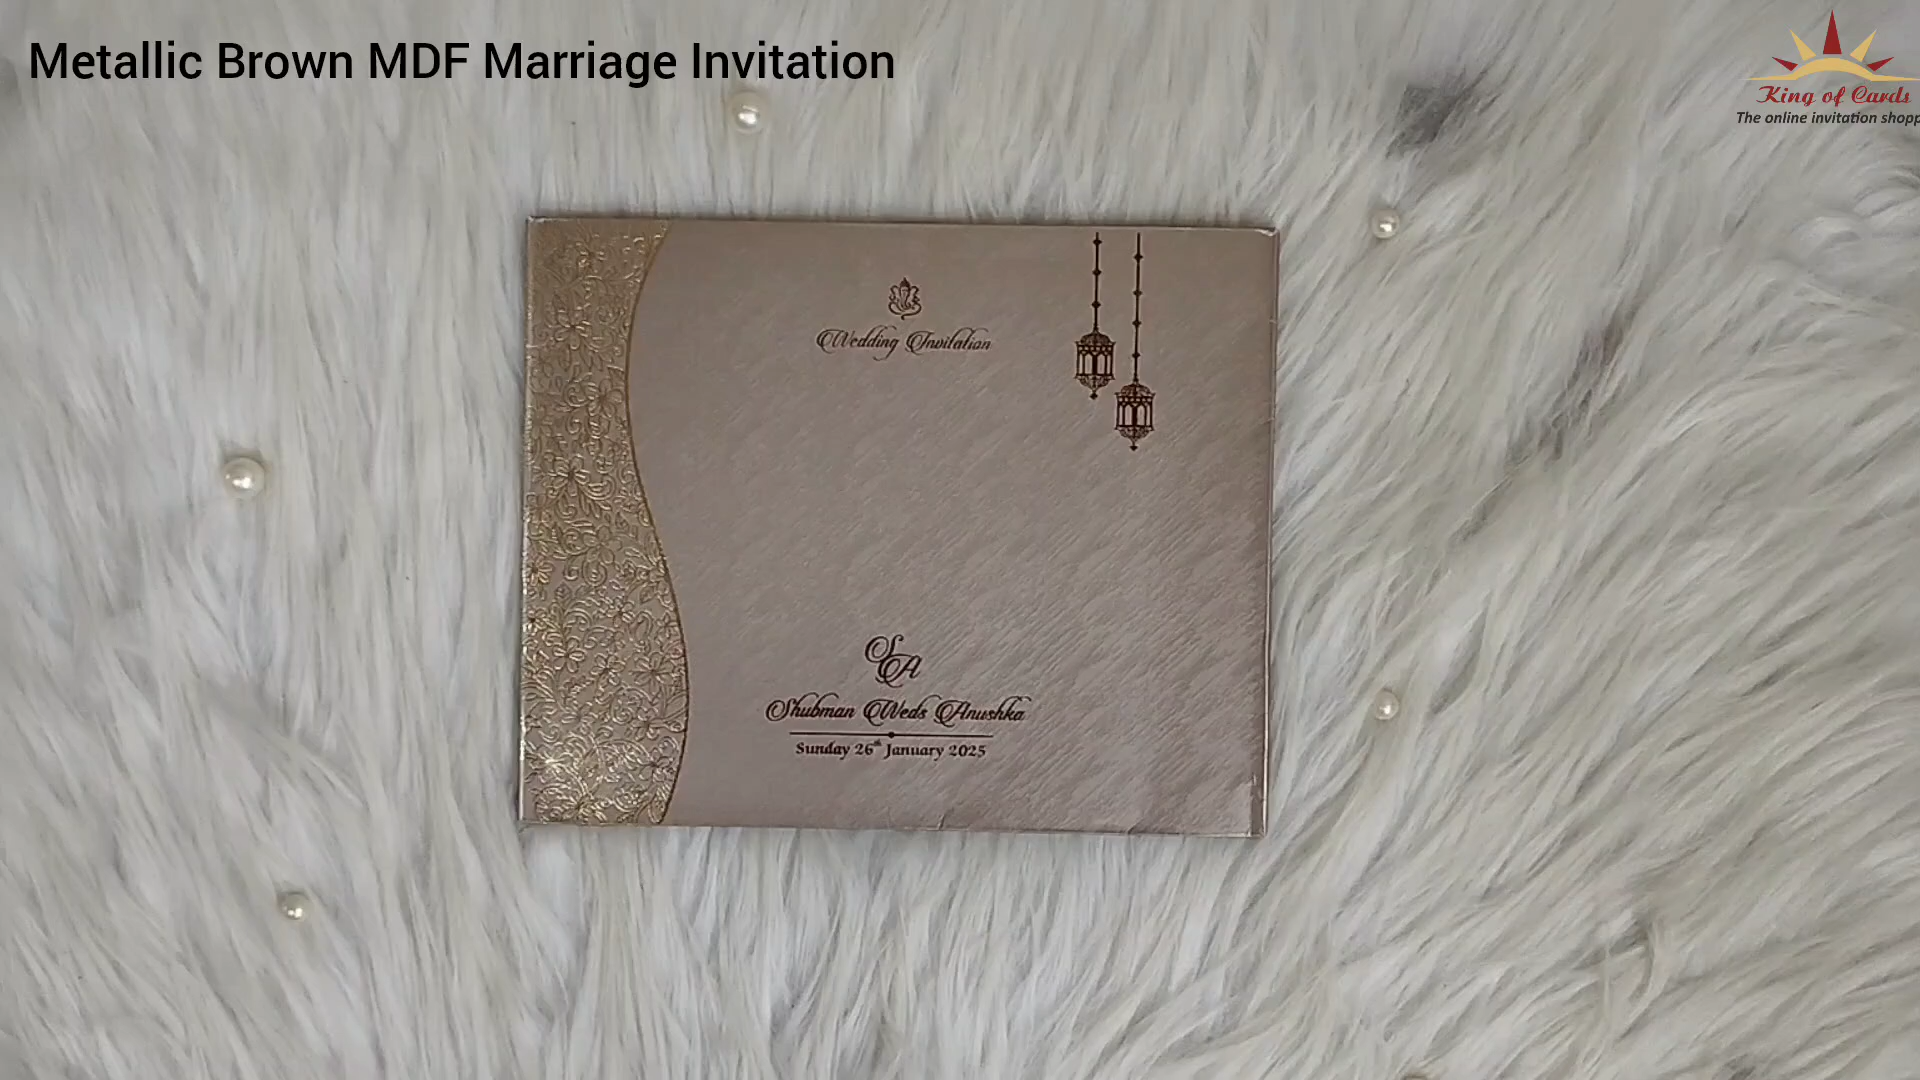 Metallic Brown MDF Marriage Invitation
King of Cards
The online invitation shopp
Wedding Invitation
SA
Shubman Weds Anushka
Sunday 26th January 2025